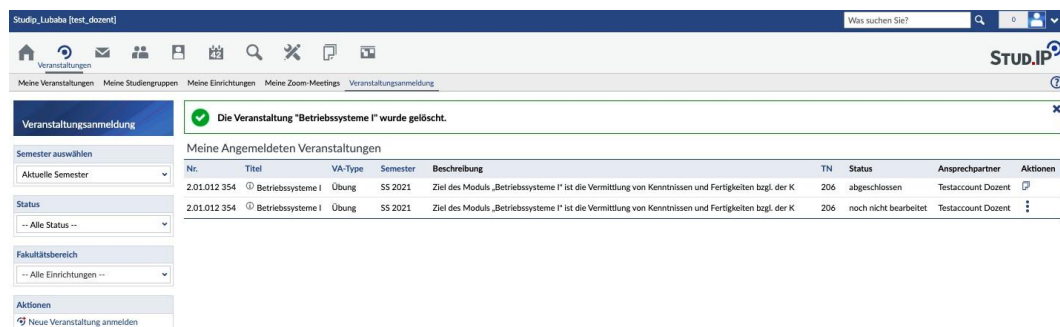 Studip_Lubaba [test_dozent]
Was suchen Sie?
0
Veranstaltungen
42
STUD.IP
Meine Veranstaltungen Meine Studiengruppen Meine Einrichtungen Meine Zoom-Meetings Veranstaltungsanmeldung
?
Veranstaltungsanmeldung
Die Veranstaltung "Betriebssysteme I" wurde gelöscht.
Semester auswählen
Aktuelle Semester
Status
-- Alle Status --
Fakultätsbereich
-- Alle Einrichtungen --
Aktionen
Neue Veranstaltung anmelden
Meine Angemeldeten Veranstaltungen
Nr. Titel VA-Type Semester Beschreibung TN Status Ansprechpartner Aktionen
2.01.012 354 Betriebssysteme I Übung SS 2021 Ziel des Moduls „Betriebssysteme I" ist die Vermittlung von Kenntnissen und Fertigkeiten bzgl. der K 206 abgeschlossen Testaccount Dozent
2.01.012 354 Betriebssysteme I Übung SS 2021 Ziel des Moduls „Betriebssysteme I" ist die Vermittlung von Kenntnissen und Fertigkeiten bzgl. der K 206 noch nicht bearbeitet Testaccount Dozent